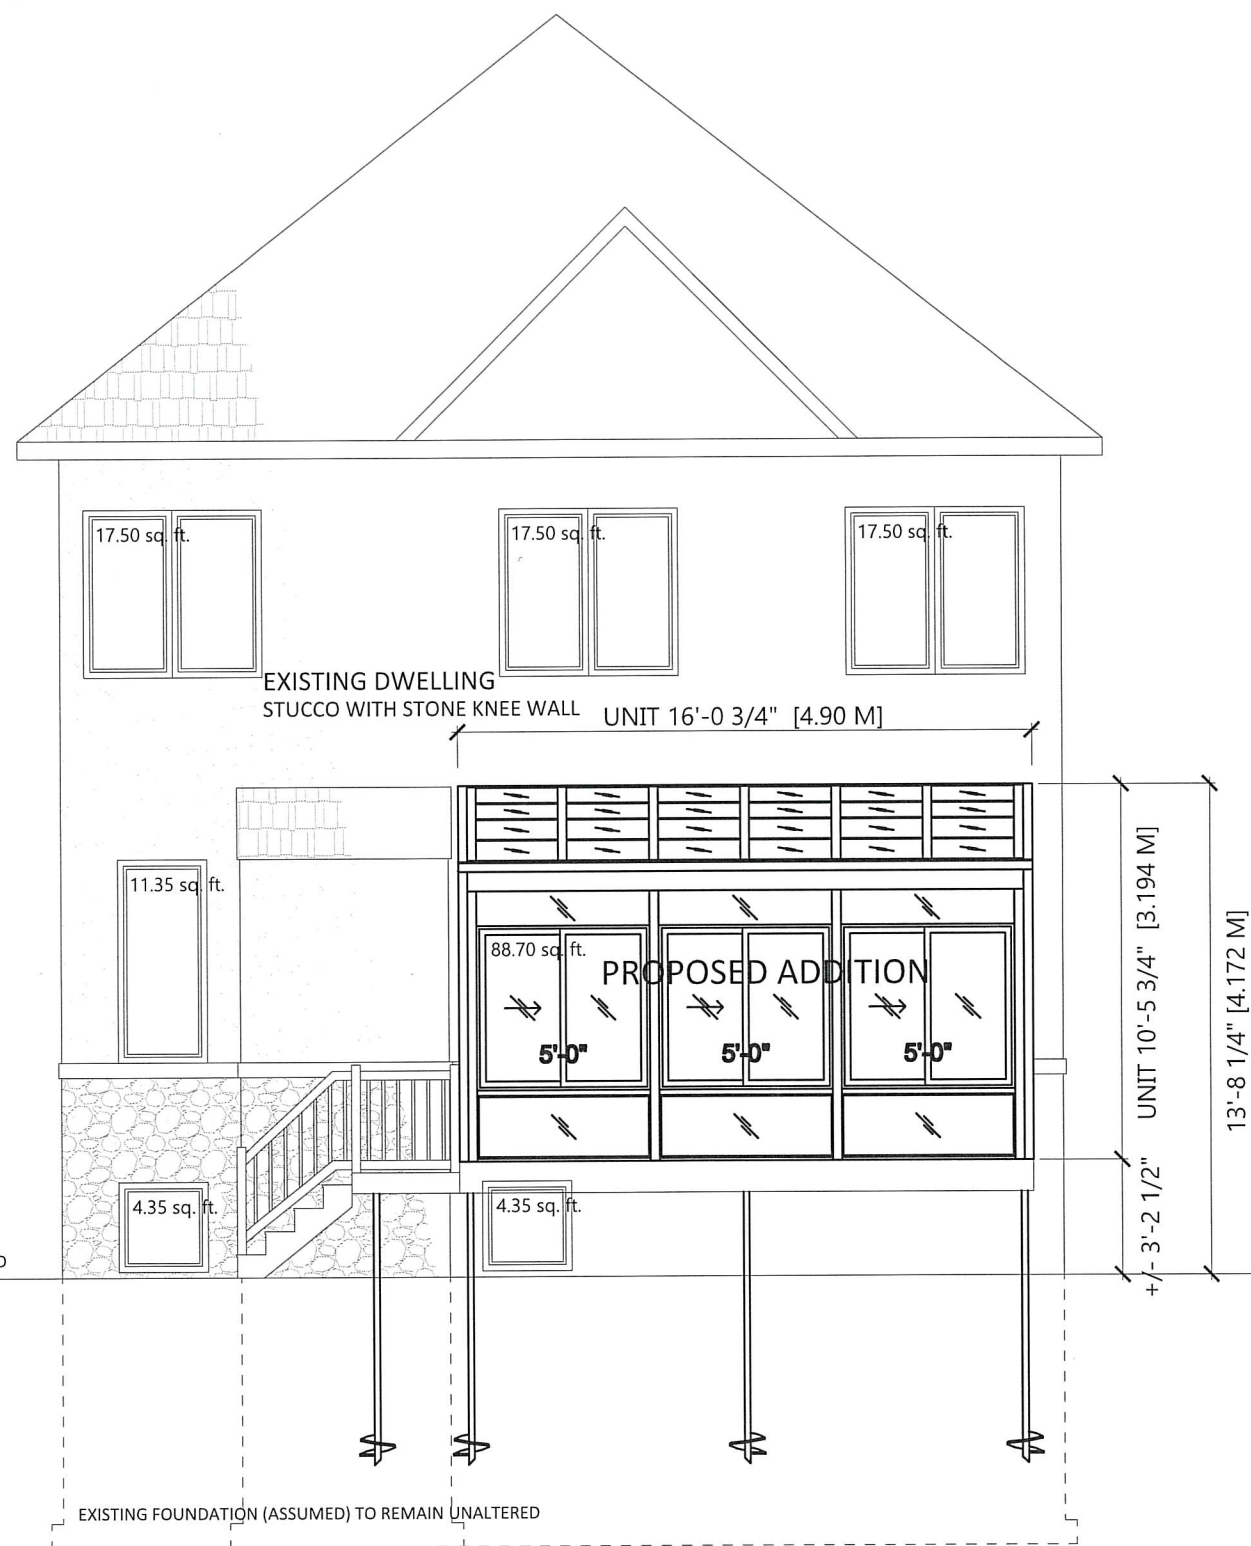 17.50 sq. ft.
17.50 sq. ft.
17.50 sq. ft.
EXISTING DWELLING
STUCCO WITH STONE KNEE WALL
UNIT 16'-0 3/4" [4.90 M]
11.35 sq. ft.
88.70 sq. ft.
PROPOSED ADDITION
5'-0"
5'-0"
5'-0"
UNIT 10'-5 3/4" [3.194 M]
13'-8 1/4" [4.172 M]
+/- 3'-2 1/2"
4.35 sq. ft.
4.35 sq. ft.
EXISTING FOUNDATION (ASSUMED) TO REMAIN UNALTERED